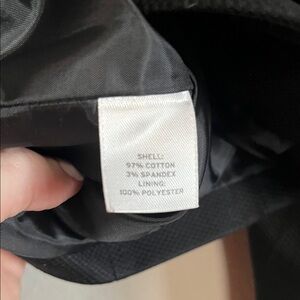 SHELL:
97% COTTON
3% SPANDEX
LINING:
100% POLYESTER